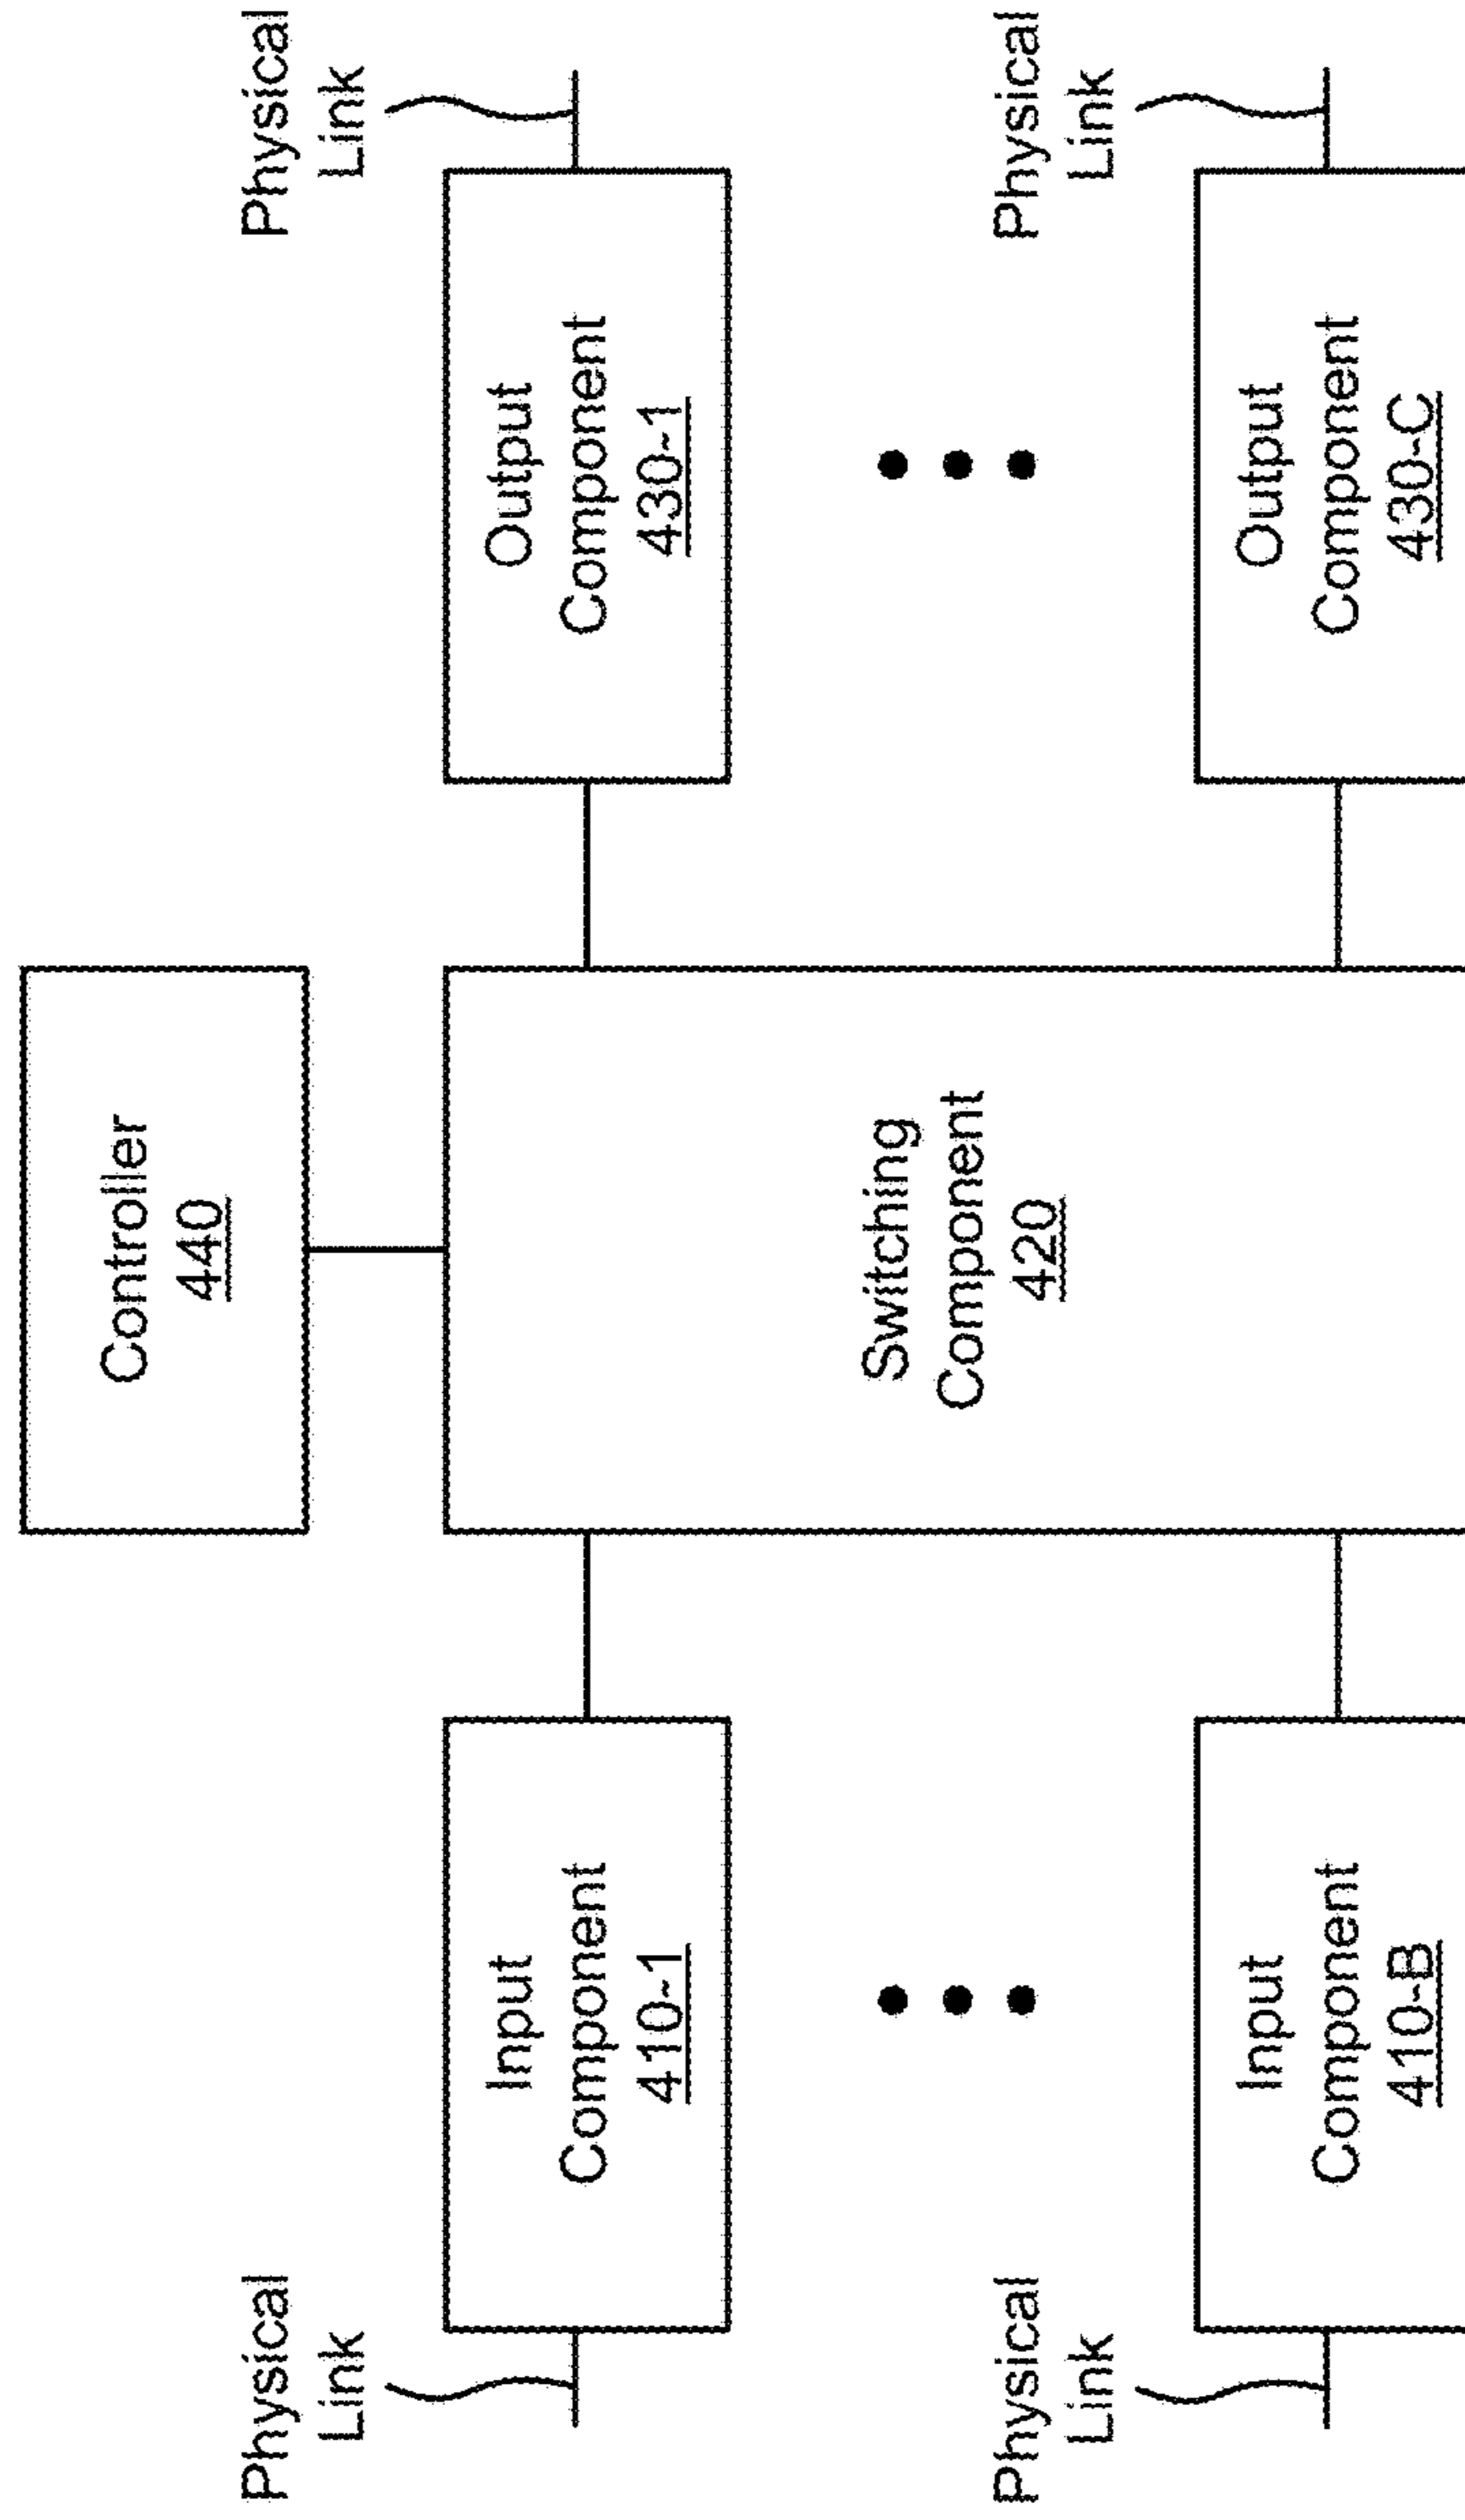 Controller
440
Physical
Link
Input
Component
410-1
Switching
Component
420
Output
Component
430-1
Physical
Link
Physical
Link
Input
Component
410-B
Output
Component
430-C
Physical
Link